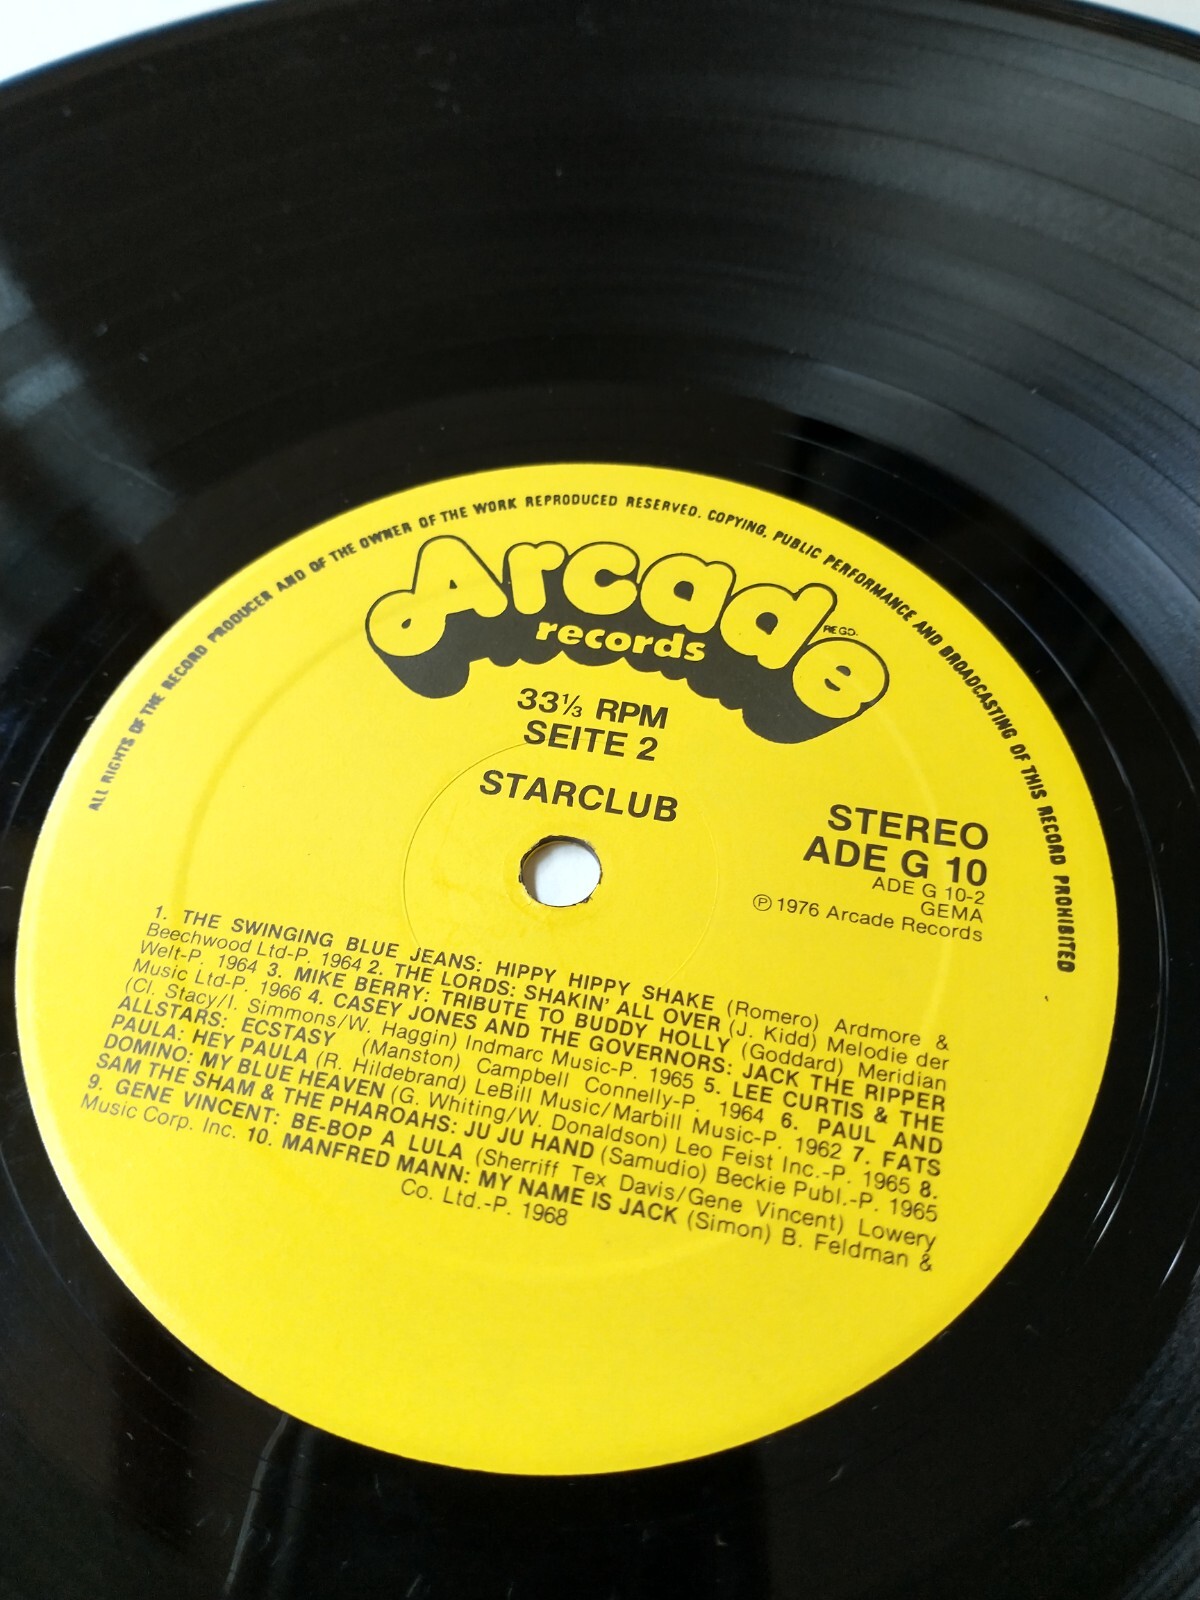 ALL RIGHTS OF THE RECORD PRODUCER AND OF THE OWNER OF THE WORK REPRODUCED RESERVED. COPYING, PUBLIC PERFORMANCE AND BROADCASTING OF THIS RECORD PROHIBITED
Arcade
REGD.
records
33⅓ RPM
SEITE 2
STARCLUB
STEREO
ADE G 10
ADE G 10-2
GEMA
℗ 1976 Arcade Records
1. THE SWINGING BLUE JEANS: HIPPY HIPPY SHAKE (Romero) Ardmore &
Beechwood Ltd-P. 1964 2. THE LORDS: SHAKIN' ALL OVER (J. Kidd) Melodie der
Welt-P. 1964 3. MIKE BERRY: TRIBUTE TO BUDDY HOLLY (Goddard) Meridian
Music Ltd-P. 1966 4. CASEY JONES AND THE GOVERNORS: JACK THE RIPPER
(Cl. Stacy/I. Simmons/W. Haggin) Indmarc Music-P. 1965 5. LEE CURTIS & THE
ALLSTARS: ECSTASY (Manston) Campbell Connelly-P. 1964 6. PAUL AND
PAULA: HEY PAULA (R. Hildebrand) LeBill Music/Marbill Music-P. 1962 7. FATS
DOMINO: MY BLUE HEAVEN (G. Whiting/W. Donaldson) Leo Feist Inc.-P. 1965 8.
SAM THE SHAM & THE PHAROAHS: JU JU HAND (Samudio) Beckie Publ.-P. 1965
9. GENE VINCENT: BE-BOP A LULA (Sherriff Tex Davis/Gene Vincent) Lowery
Music Corp. Inc. 10. MANFRED MANN: MY NAME IS JACK (Simon) B. Feldman &
Co. Ltd.-P. 1968